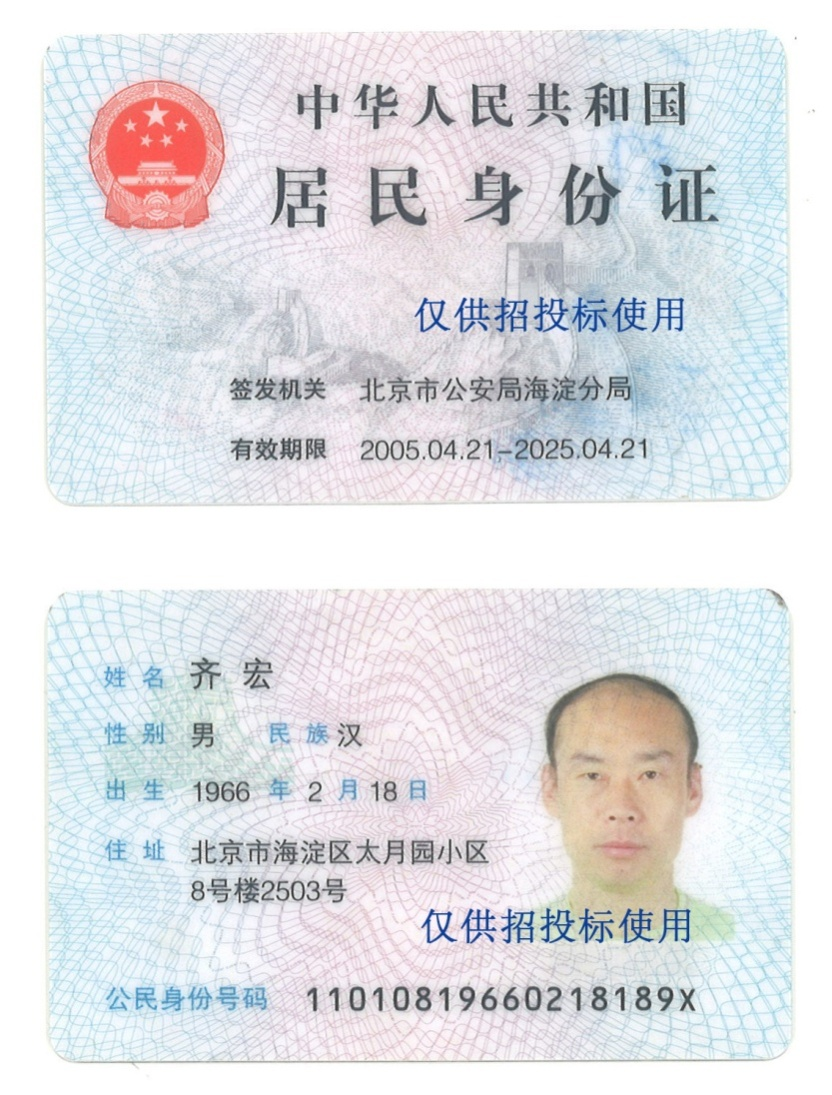 中华人民共和国
居民身份证
仅供招投标使用
签发机关 北京市公安局海淀分局
有效期限 2005.04.21-2025.04.21
姓名 齐宏
性别 男 民族 汉
出生 1966 年 2 月 18 日
住址 北京市海淀区太月园小区
8号楼2503号
仅供招投标使用
公民身份号码 11010819660218189X